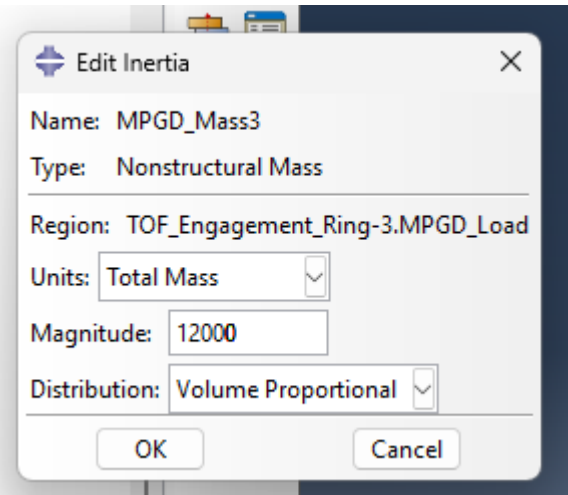 Edit Inertia
Name: MPGD_Mass3
Type: Nonstructural Mass
Region: TOF_Engagement_Ring-3.MPGD_Load
Units: Total Mass
Magnitude: 12000
Distribution: Volume Proportional
OK Cancel